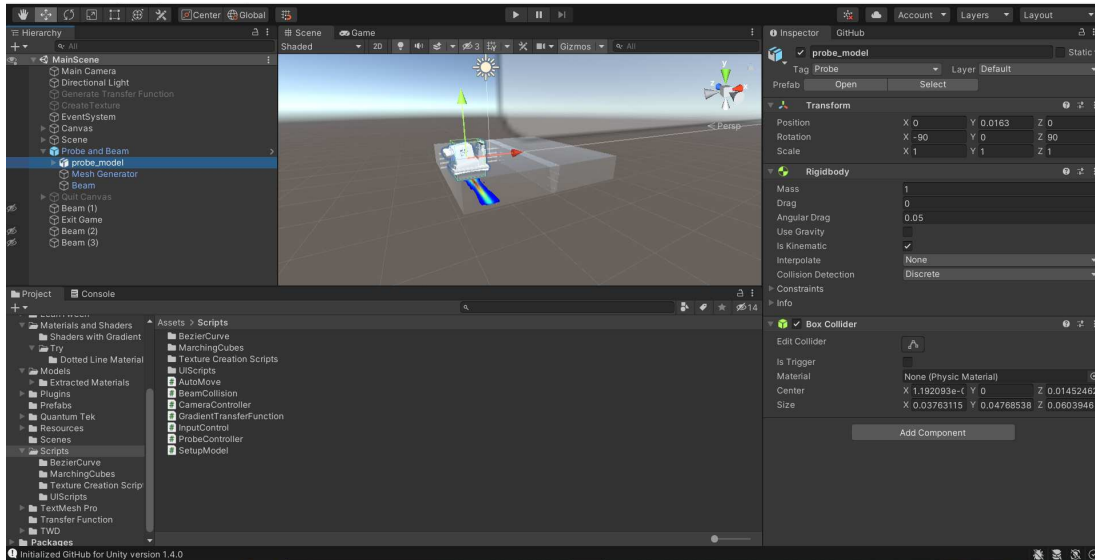 Center Global
Account Layers Layout
Hierarchy
All
MainScene
Main Camera
Directional Light
Generate Transfer Function
CreateTexture
EventSystem
Canvas
Scene
Probe and Beam
probe_model
Mesh Generator
Beam
Quit Canvas
Beam (1)
Exit Game
Beam (2)
Beam (3)
Scene Game
Shaded 2D 3 Gizmos All
y
z x
< Persp
Project Console
14
Materials and Shaders
Shaders with Gradient
Try
Dotted Line Material
Models
Extracted Materials
Plugins
Prefabs
Quantum Tek
Resources
Scenes
Scripts
BezierCurve
MarchingCubes
Texture Creation Scrip
UIScripts
TextMesh Pro
Transfer Function
TWD
Packages
Assets > Scripts
BezierCurve
MarchingCubes
Texture Creation Scripts
UIScripts
AutoMove
BeamCollision
CameraController
GradientTransferFunction
InputControl
ProbeController
SetupModel
Inspector GitHub
probe_model Static
Tag Probe Layer Default
Prefab Open Select
Transform
Position X 0 Y 0.0163 Z 0
Rotation X -90 Y 0 Z 90
Scale X 1 Y 1 Z 1
Rigidbody
Mass 1
Drag 0
Angular Drag 0.05
Use Gravity
Is Kinematic
Interpolate None
Collision Detection Discrete
Constraints
Info
Box Collider
Edit Collider
Is Trigger
Material None (Physic Material)
Center X 1.192093e-( Y 0 Z 0.01452462
Size X 0.03763115 Y 0.04768538 Z 0.0603946
Add Component
Initialized GitHub for Unity version 1.4.0